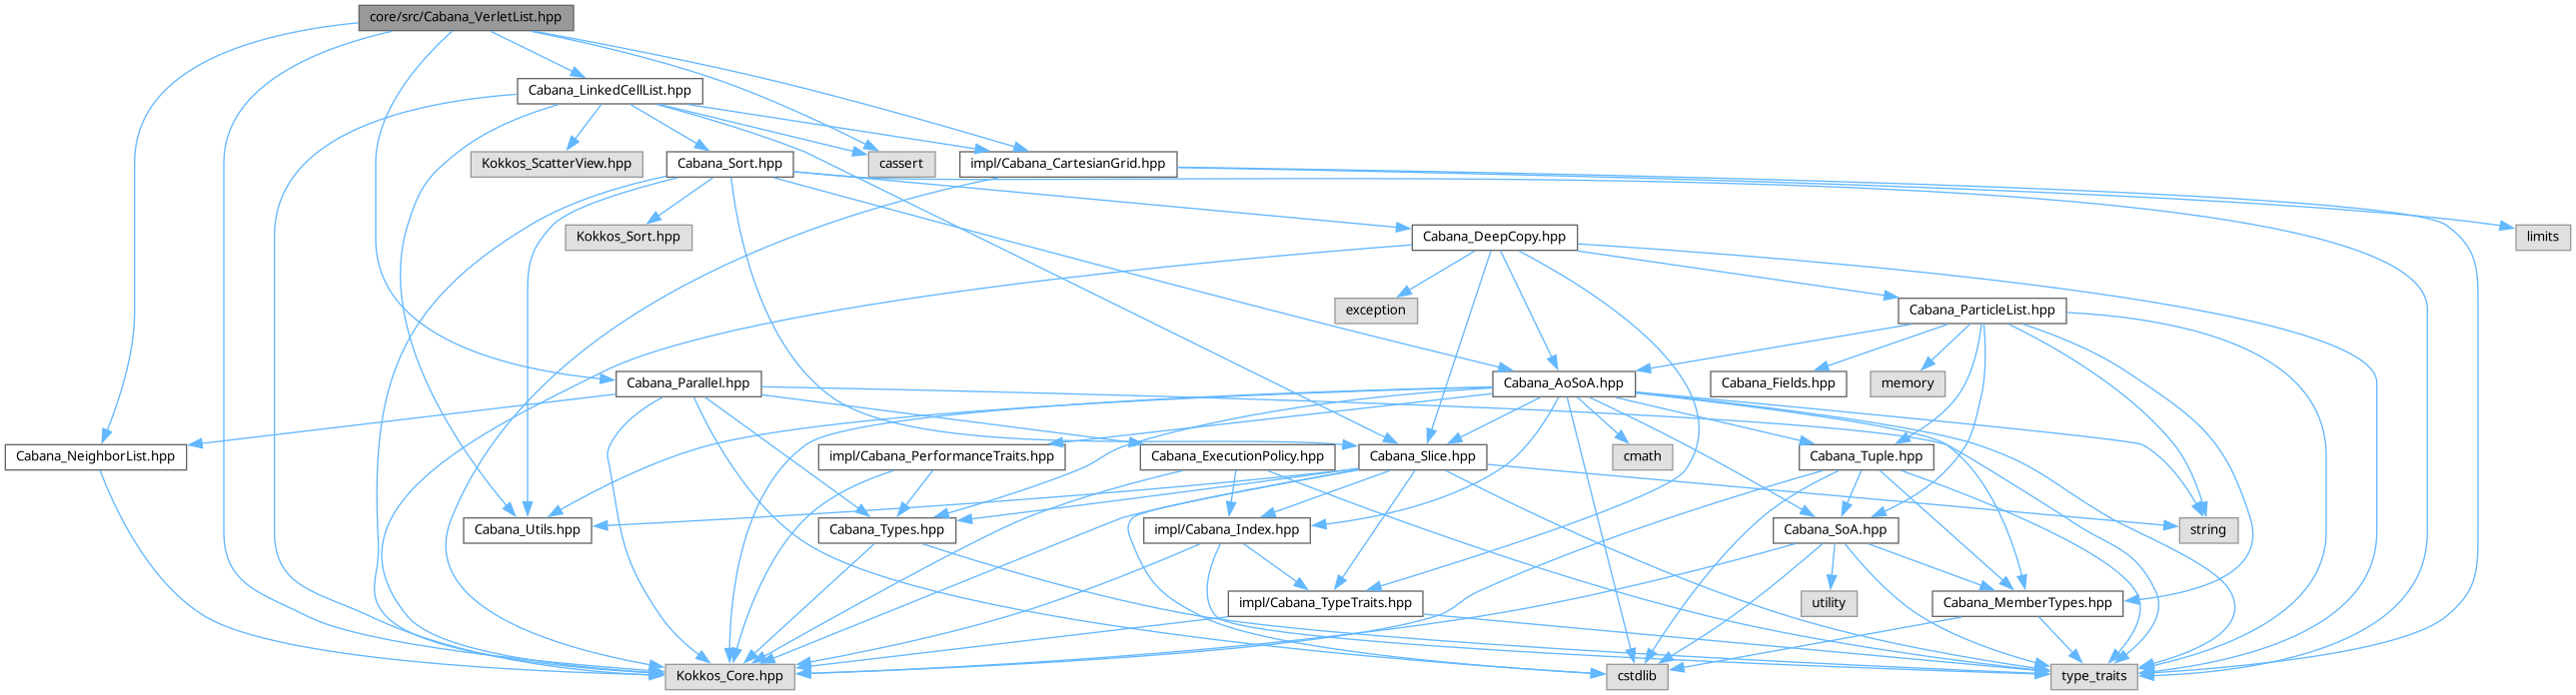 core/src/Cabana_VerletList.hpp
Cabana_LinkedCellList.hpp
Kokkos_ScatterView.hpp
Cabana_Sort.hpp
cassert
impl/Cabana_CartesianGrid.hpp
Kokkos_Sort.hpp
Cabana_DeepCopy.hpp
limits
exception
Cabana_ParticleList.hpp
Cabana_Parallel.hpp
Cabana_AoSoA.hpp
Cabana_Fields.hpp
memory
Cabana_NeighborList.hpp
impl/Cabana_PerformanceTraits.hpp
Cabana_ExecutionPolicy.hpp
Cabana_Slice.hpp
cmath
Cabana_Tuple.hpp
Cabana_Utils.hpp
Cabana_Types.hpp
impl/Cabana_Index.hpp
Cabana_SoA.hpp
string
impl/Cabana_TypeTraits.hpp
utility
Cabana_MemberTypes.hpp
Kokkos_Core.hpp
cstdlib
type_traits